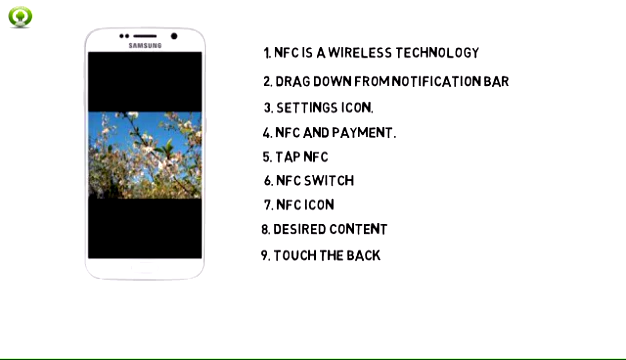 SAMSUNG
1. NFC IS A WIRELESS TECHNOLOGY
2. DRAG DOWN FROM NOTIFICATION BAR
3. SETTINGS ICON.
4. NFC AND PAYMENT.
5. TAP NFC
6. NFC SWITCH
7. NFC ICON
8. DESIRED CONTENT
9. TOUCH THE BACK